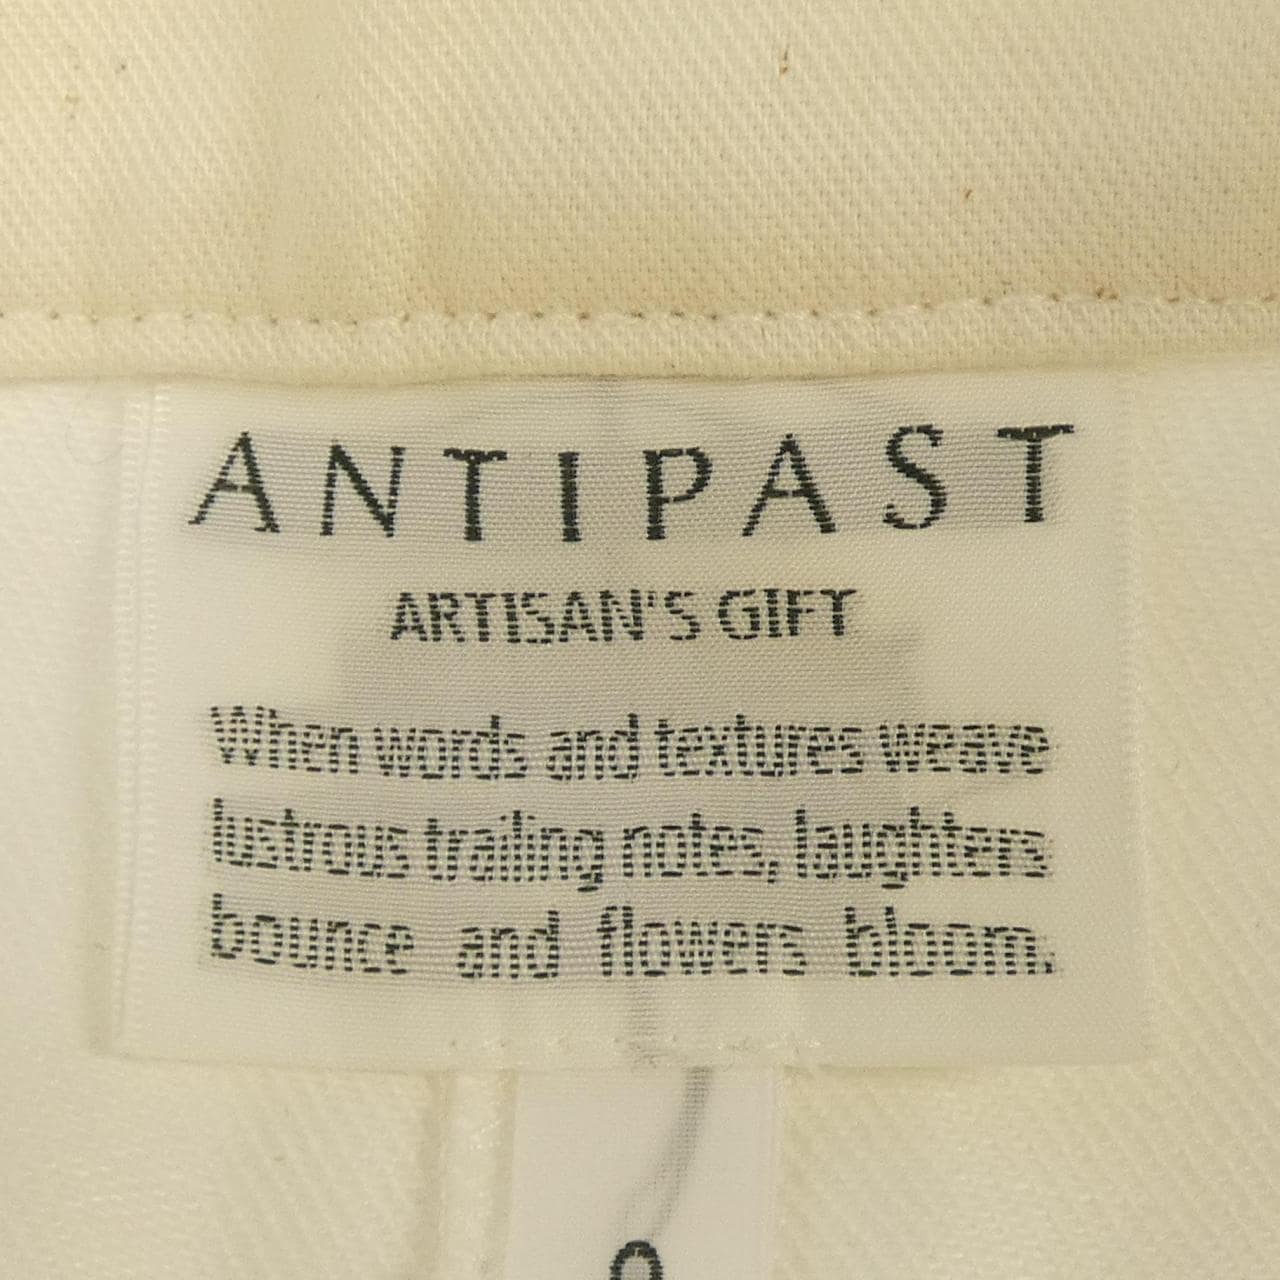 ANTIPAST
ARTISAN'S GIFT
When words and textures weave
lustrous trailing notes, laughters
bounce and flowers bloom.